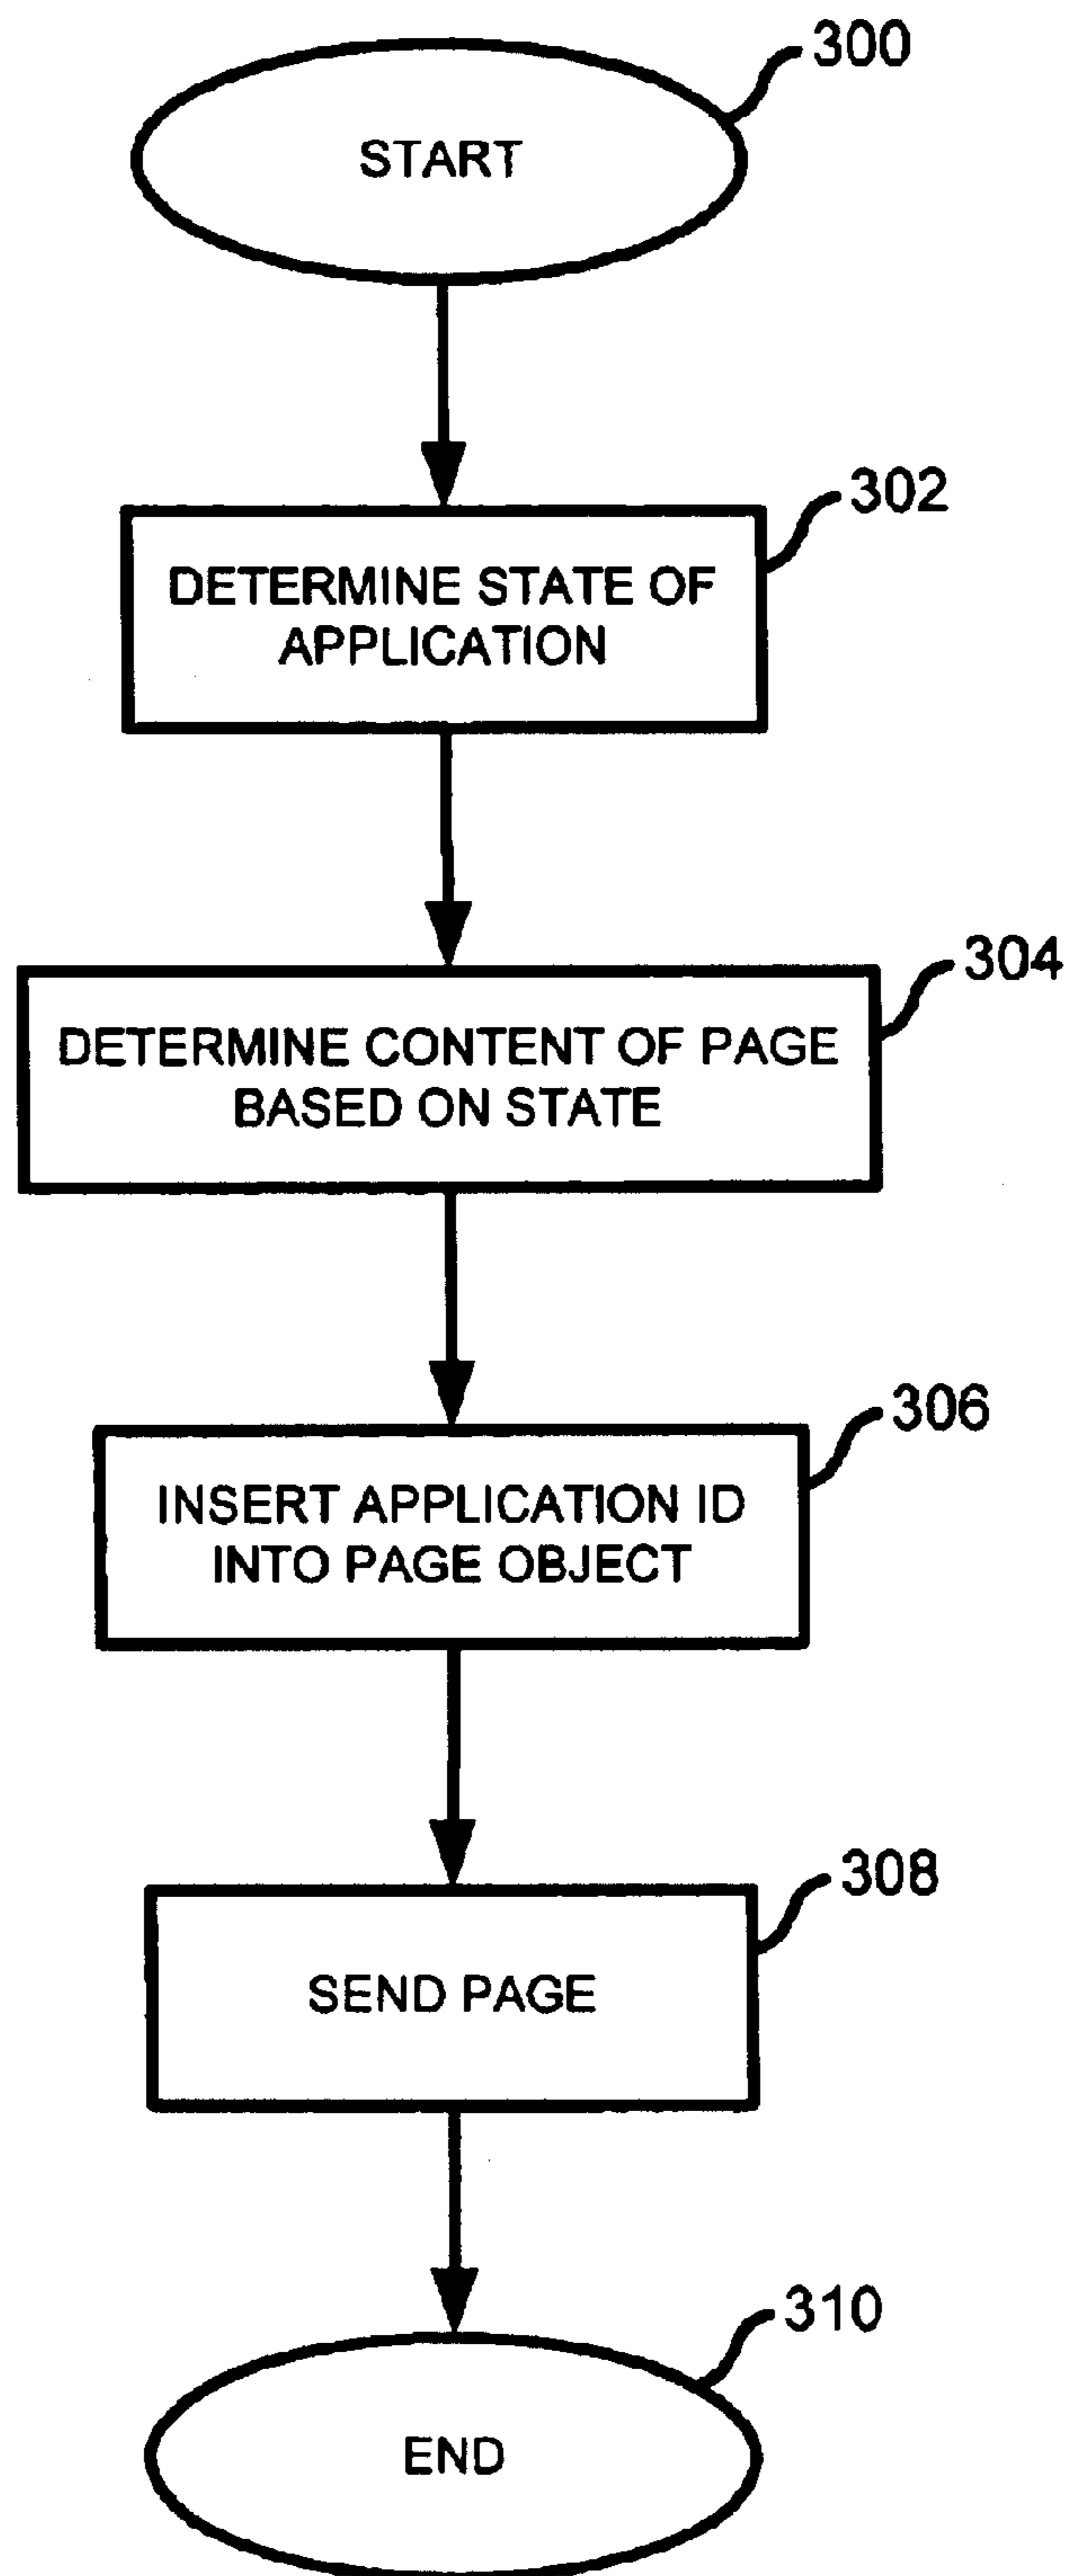 300
START
302
DETERMINE STATE OF
APPLICATION
304
DETERMINE CONTENT OF PAGE
BASED ON STATE
306
INSERT APPLICATION ID
INTO PAGE OBJECT
308
SEND PAGE
310
END